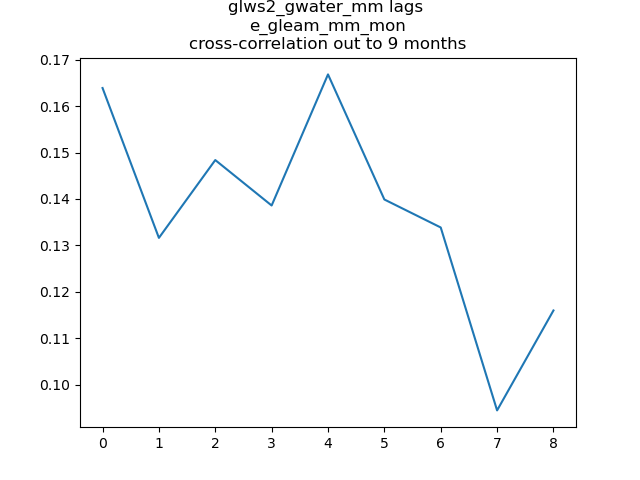 glws2_gwater_mm lags
e_gleam_mm_mon
cross-correlation out to 9 months
0.17
0.16
0.15
0.14
0.13
0.12
0.11
0.10
0 1 2 3 4 5 6 7 8